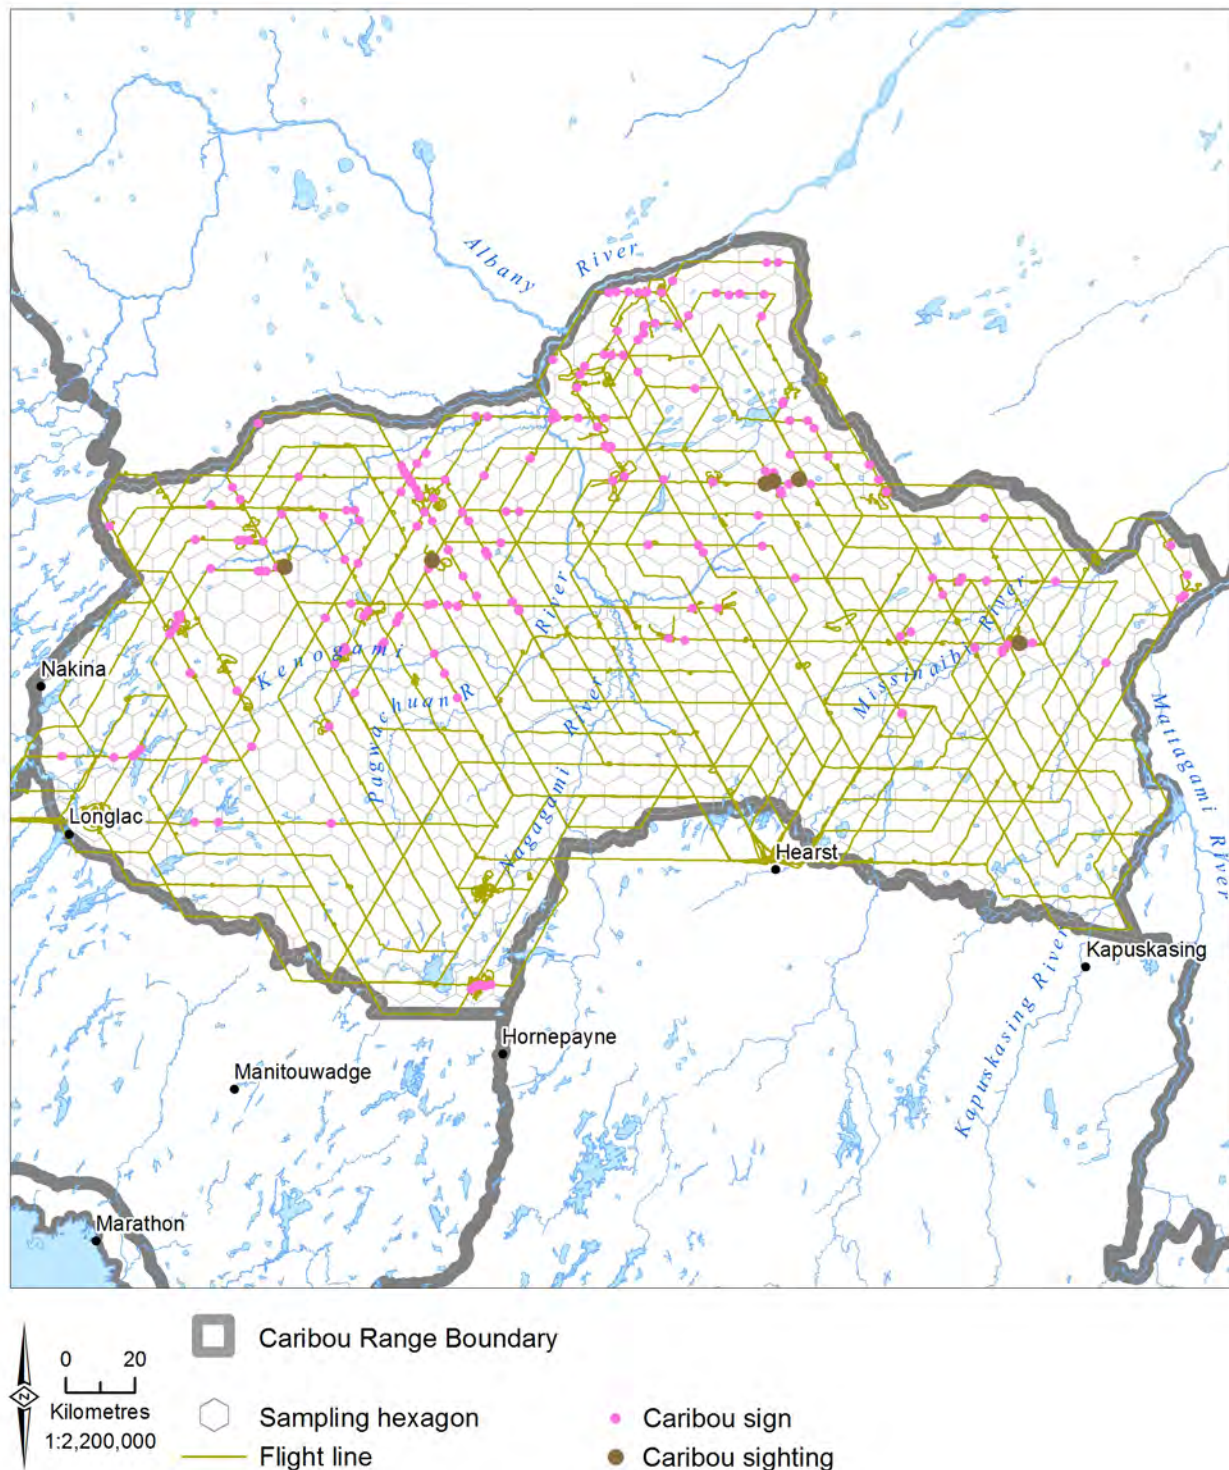 Albany
River
Kenogami
River
Pagwachuan R
Nagagami
River
Missinaibi
River
Mattagami
River
Kapuskasing River
Nakina
Longlac
Hearst
Kapuskasing
Hornepayne
Manitouwadge
Marathon
N
0 20
Kilometres
1:2,200,000
Caribou Range Boundary
Sampling hexagon
Flight line
Caribou sign
Caribou sighting